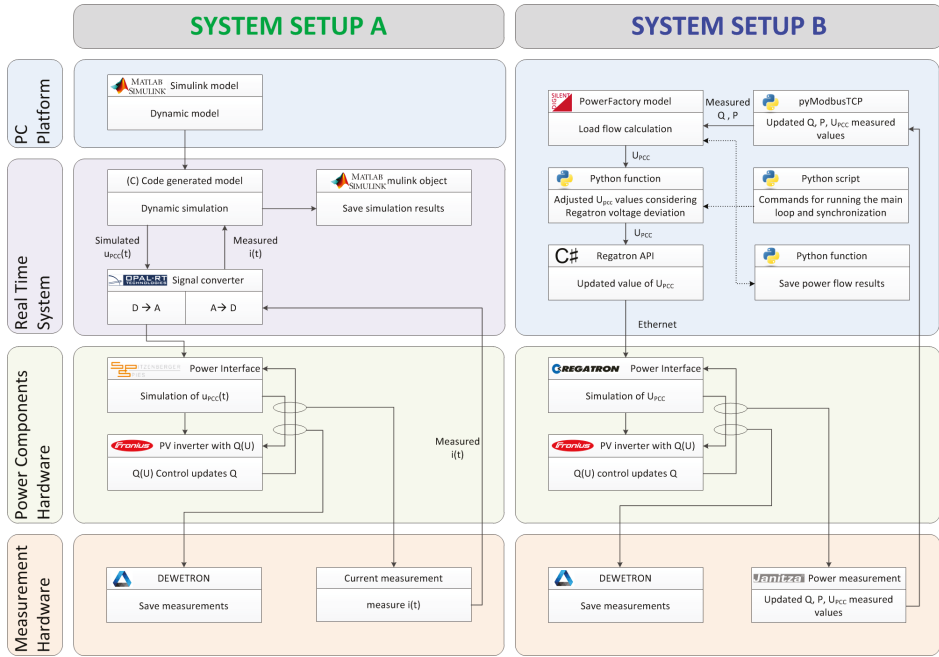 SYSTEM SETUP A
SYSTEM SETUP B
PC
Platform
MATLAB
SIMULINK
Simulink model
Dynamic model
SILENT
DIG
PowerFactory model
Load flow calculation
Measured
Q , P
pyModbusTCP
Updated Q, P, UPCC measured
values
Real Time
System
(C) Code generated model
Dynamic simulation
MATLAB
SIMULINK
mulink object
Save simulation results
Simulated
uPCC(t)
Measured
i(t)
OPAL-RT
TECHNOLOGIES
Signal converter
D → A
A → D
UPCC
Python function
Adjusted Upcc values considering
Regatron voltage deviation
Python script
Commands for running the main
loop and synchronization
UPCC
C#
Regatron API
Updated value of UPCC
Python function
Save power flow results
Ethernet
Power Components
Hardware
SPITZENBERGER
SPIES
Power Interface
Simulation of uPCC(t)
Fronius
PV inverter with Q(U)
Q(U) Control updates Q
Measured
i(t)
REGATRON
Power Interface
Simulation of UPCC
Fronius
PV inverter with Q(U)
Q(U) control updates Q
Measurement
Hardware
DEWETRON
Save measurements
Current measurement
measure i(t)
DEWETRON
Save measurements
Janitza
Power measurement
Updated Q, P, UPCC measured
values